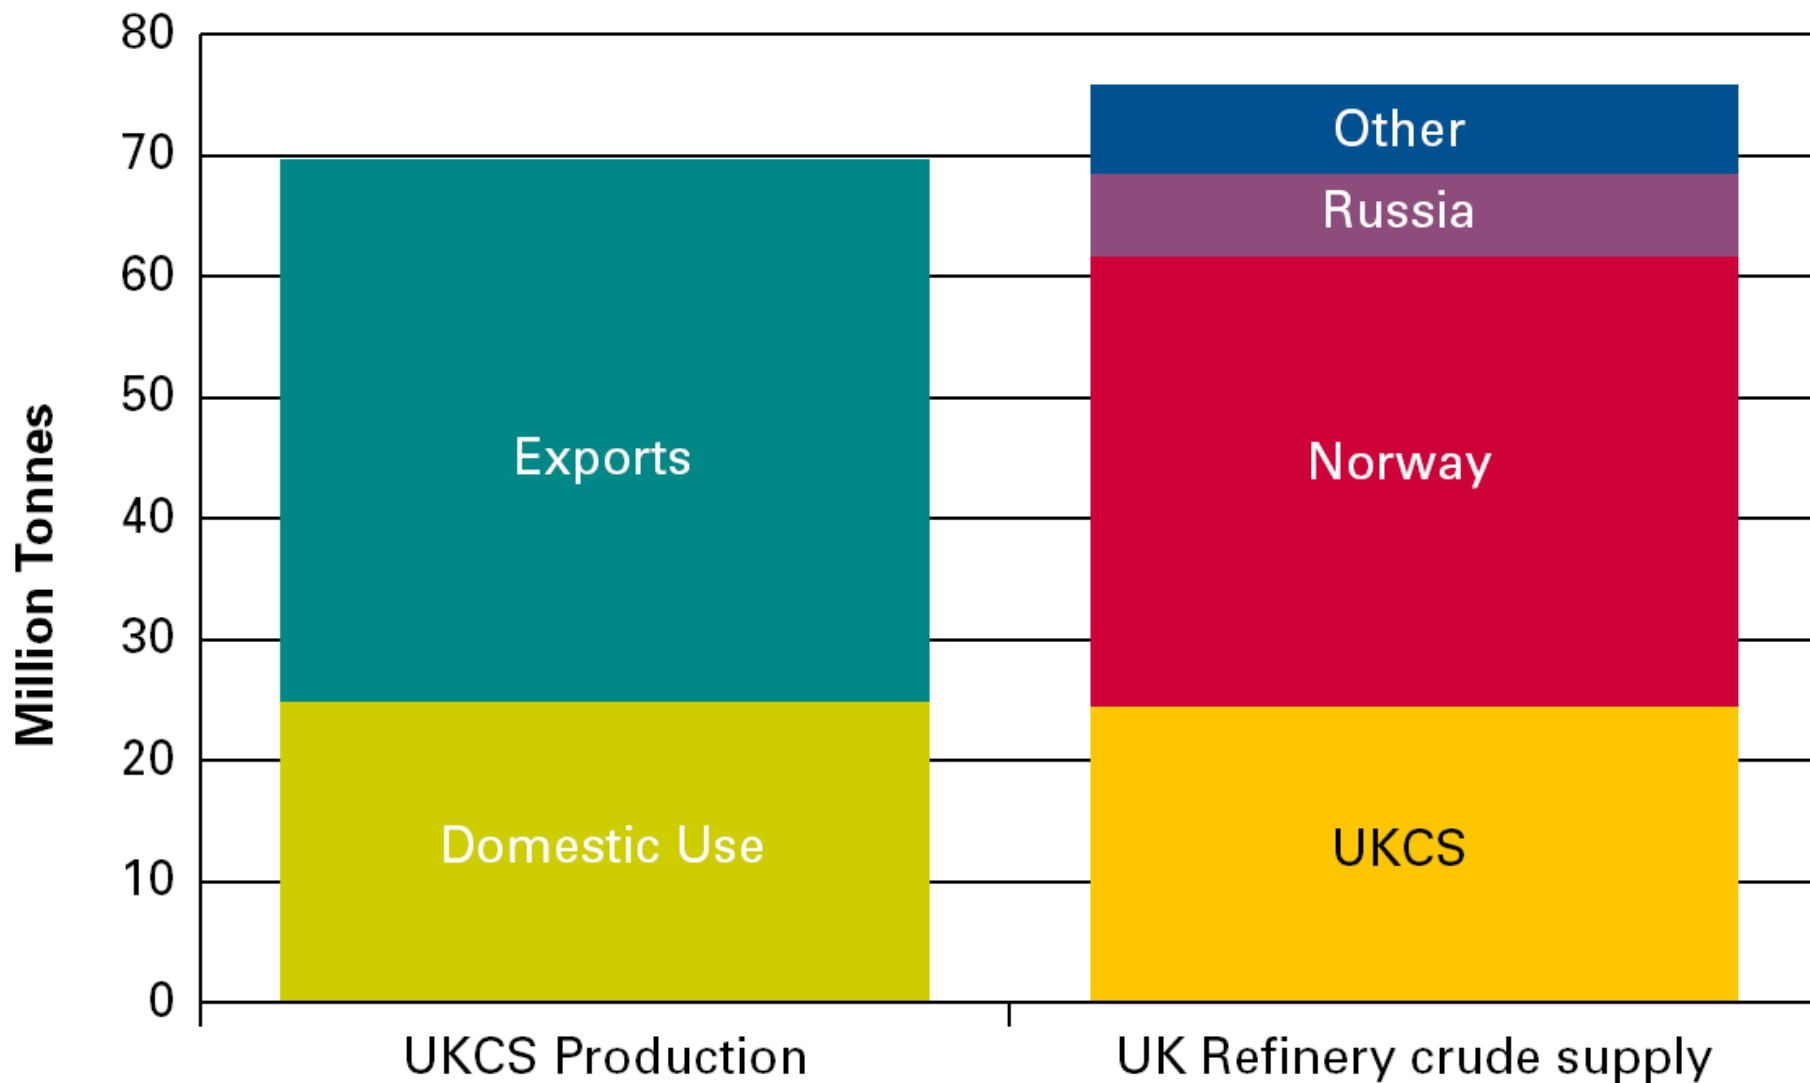 Million Tonnes
80
70
60
50
40
30
20
10
0
Exports
Domestic Use
Other
Russia
Norway
UKCS
UKCS Production
UK Refinery crude supply